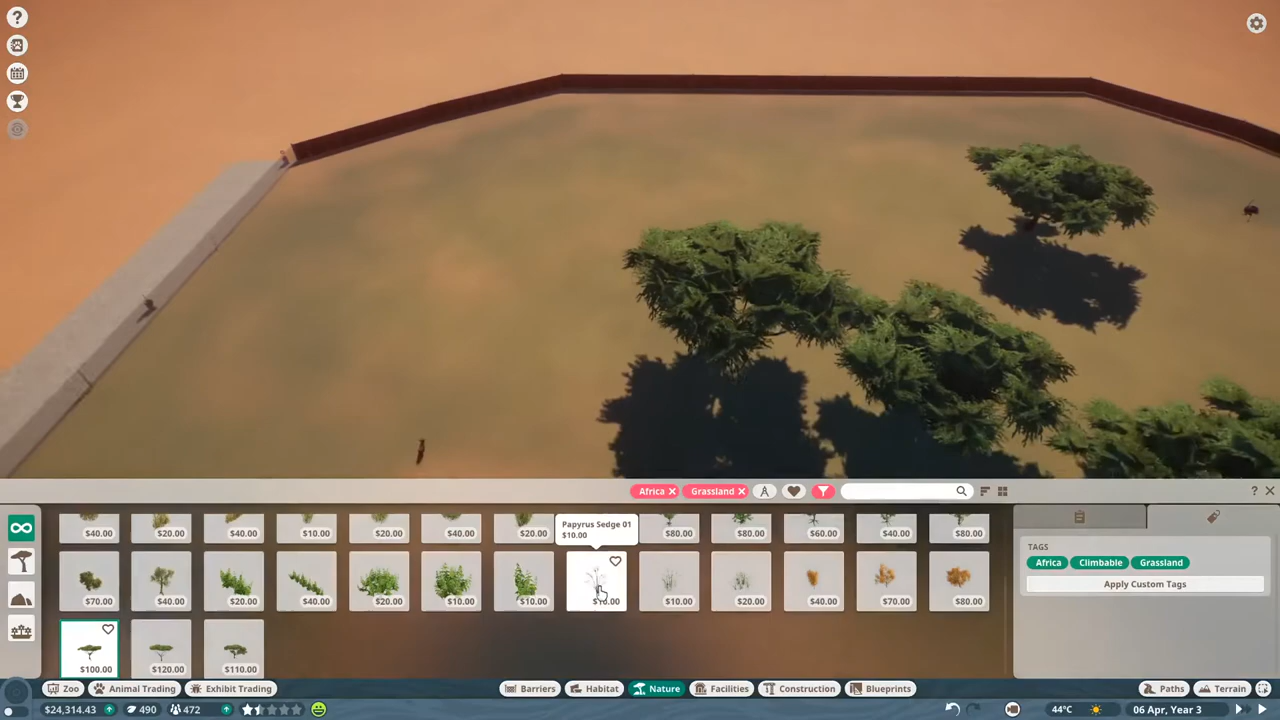 Africa × Grassland ×
? ×
Papyrus Sedge 01
$10.00
$40.00 $20.00 $40.00 $10.00 $20.00 $40.00 $20.00 $80.00 $80.00 $60.00 $40.00 $80.00
TAGS
Africa Climbable Grassland
Apply Custom Tags
$70.00 $40.00 $20.00 $40.00 $20.00 $10.00 $10.00 $10.00 $10.00 $20.00 $40.00 $70.00 $80.00
$100.00 $120.00 $110.00
Zoo Animal Trading Exhibit Trading Barriers Habitat Nature Facilities Construction Blueprints Paths Terrain
$24,314.43 490 472 44°C 06 Apr, Year 3